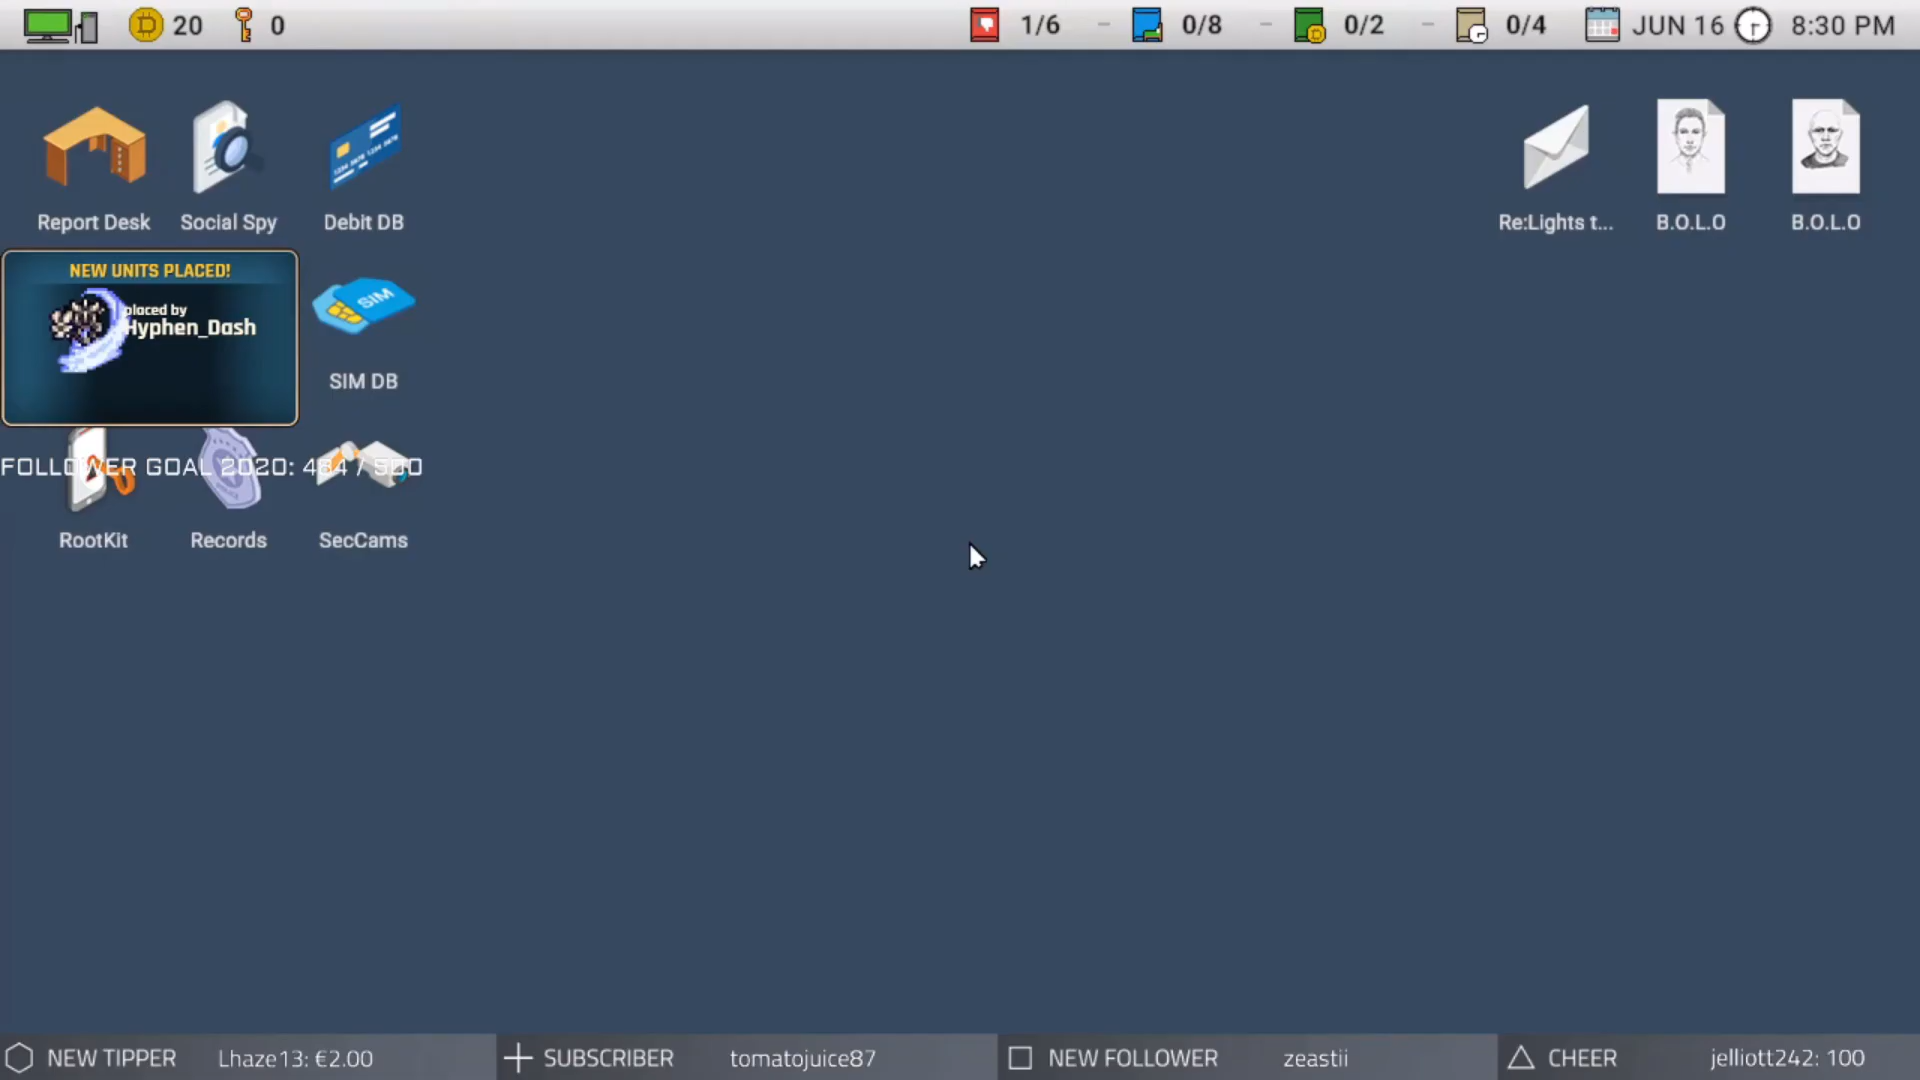 20
0
1/6
0/8
0/2
0/4
JUN 16
8:30 PM
Report Desk
Social Spy
Debit DB
Re:Lights t...
B.O.L.O
B.O.L.O
NEW UNITS PLACED!
placed by
Hyphen_Dash
SIM
SIM DB
FOLLOWER GOAL 2020: 484 / 500
RootKit
Records
SecCams
NEW TIPPER
Lhaze13: €2.00
SUBSCRIBER
tomatojuice87
NEW FOLLOWER
zeastii
CHEER
jelliott242: 100